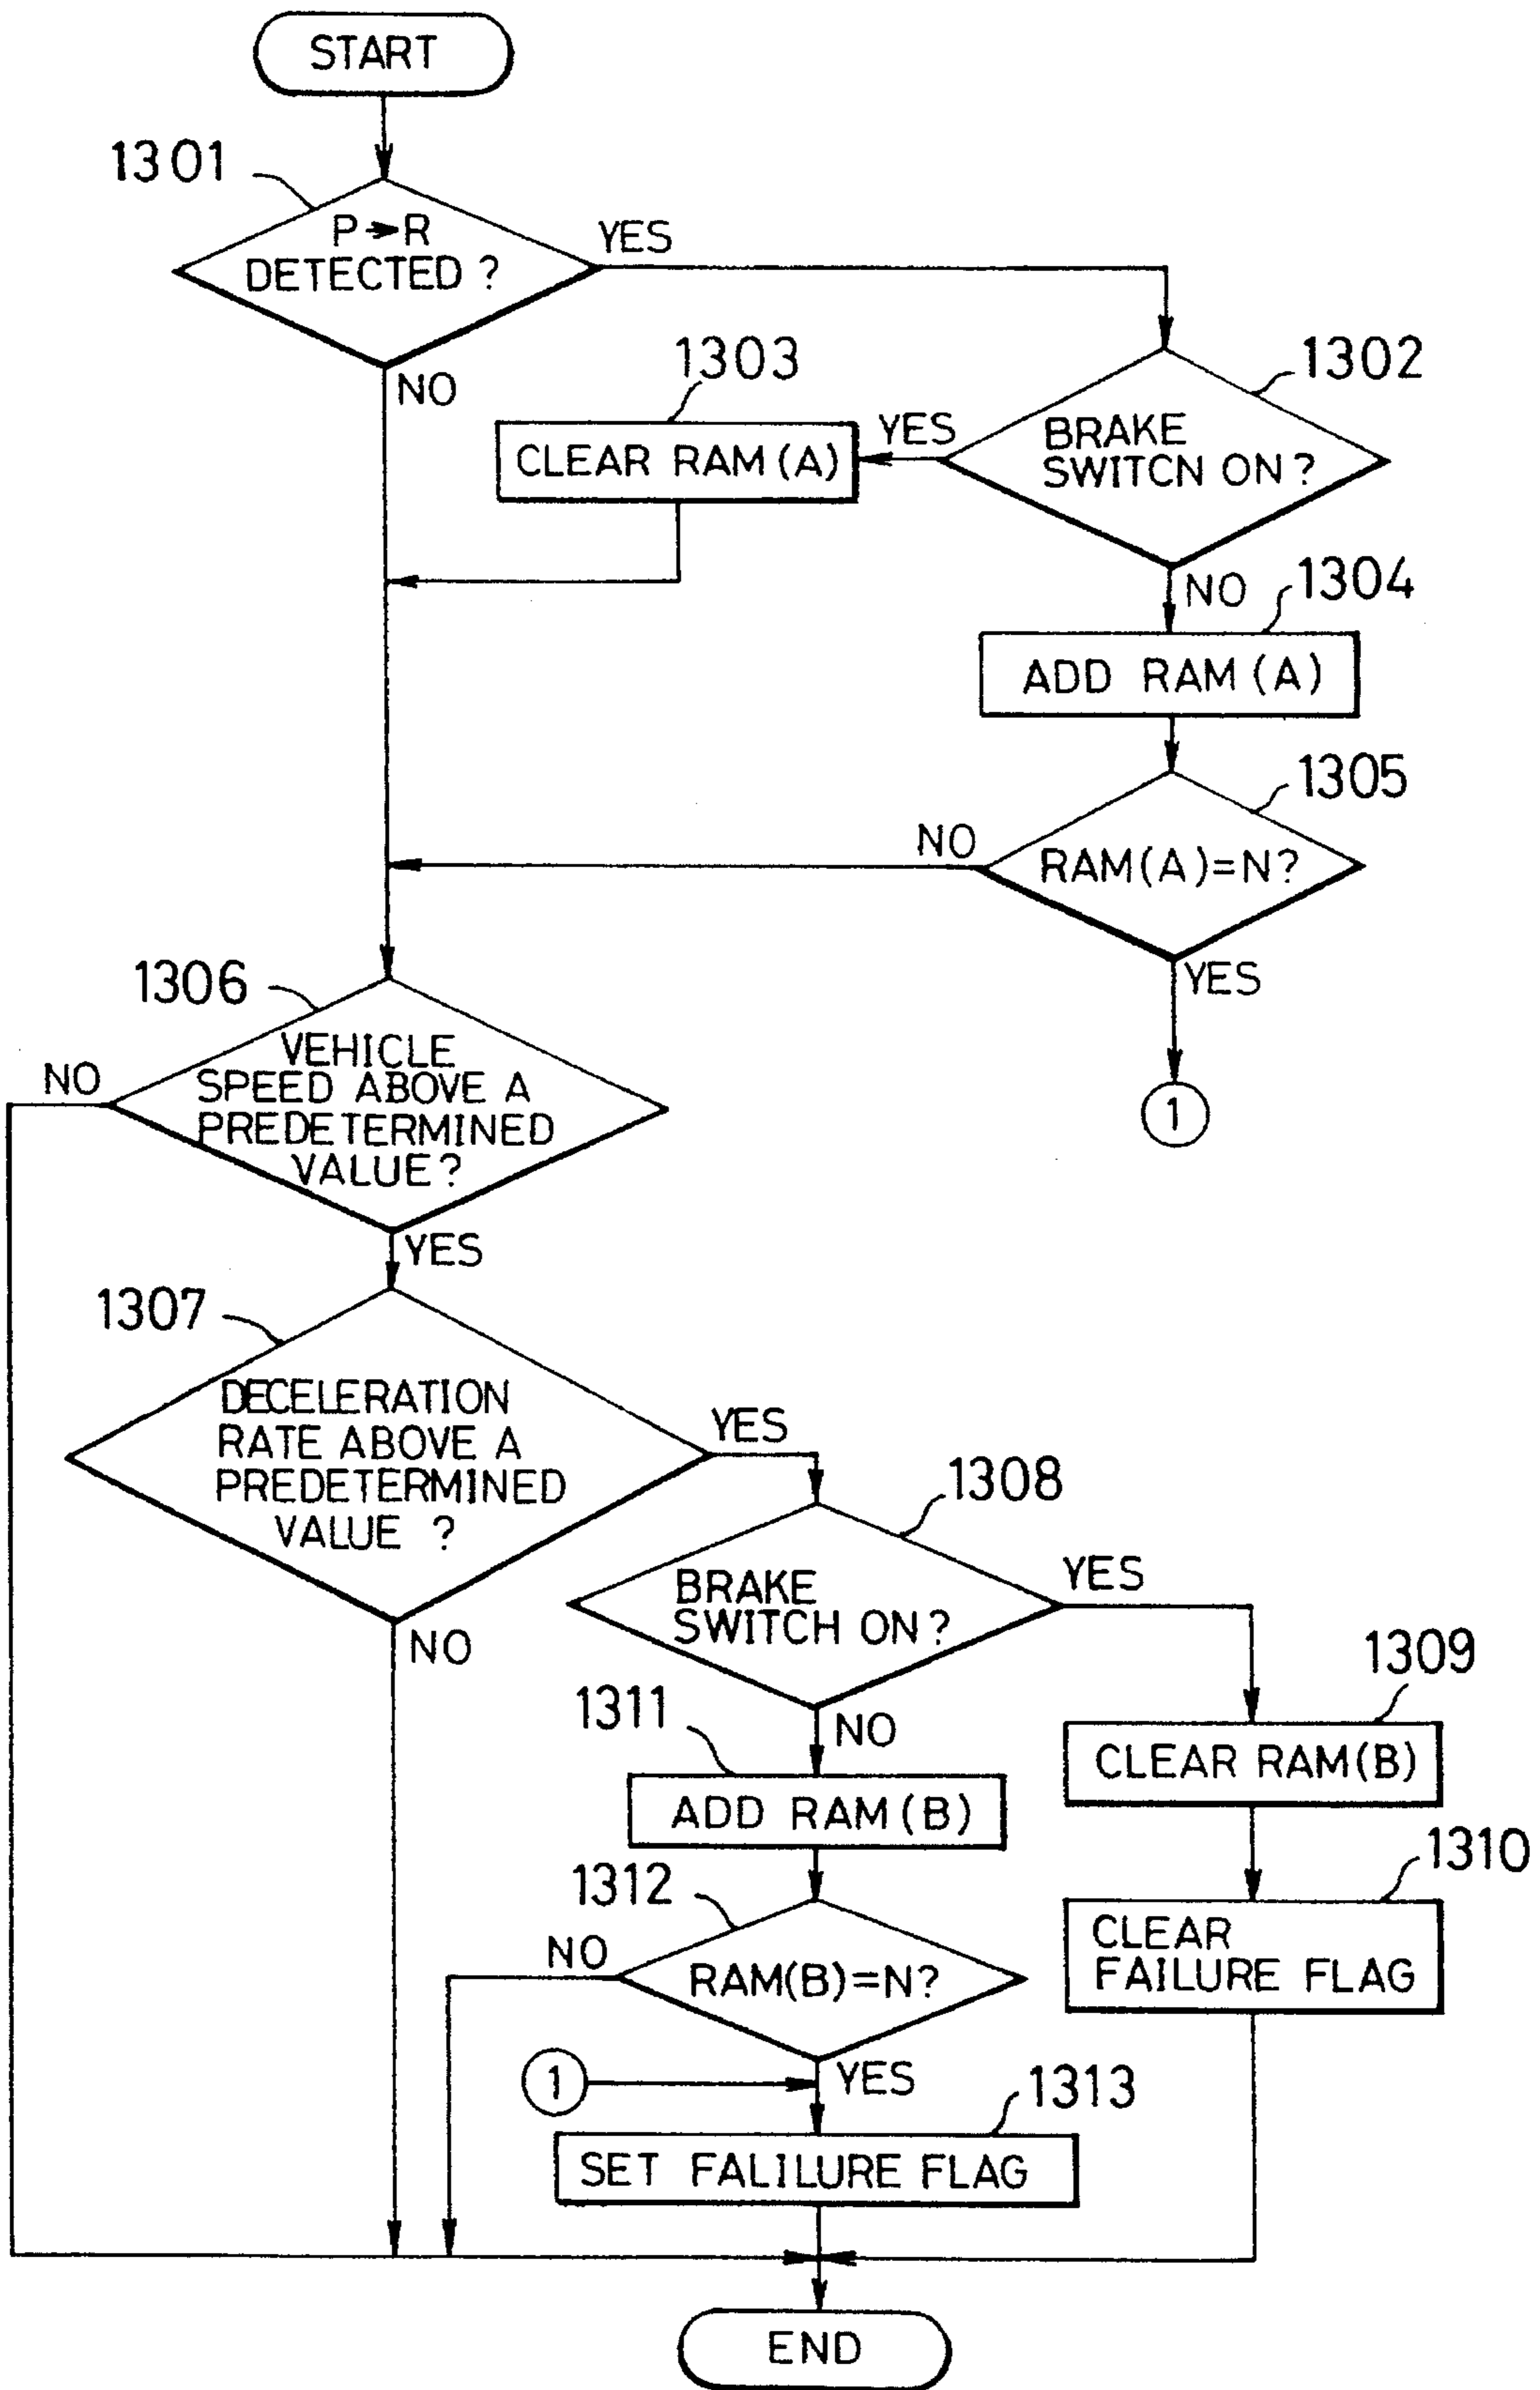 START
1301
P→R
DETECTED ?
YES
NO
1302
BRAKE
SWITCN ON ?
YES
1303
CLEAR RAM (A)
NO
1304
ADD RAM (A)
1305
RAM(A)=N?
NO
YES
1
1306
VEHICLE
SPEED ABOVE A
PREDETERMINED
VALUE?
NO
YES
1307
DECELERATION
RATE ABOVE A
PREDETERMINED
VALUE ?
YES
NO
1308
BRAKE
SWITCH ON ?
YES
NO
1309
CLEAR RAM(B)
1310
CLEAR
FAILURE FLAG
1311
ADD RAM (B)
1312
RAM(B)=N?
NO
YES
1
1313
SET FALILURE FLAG
END